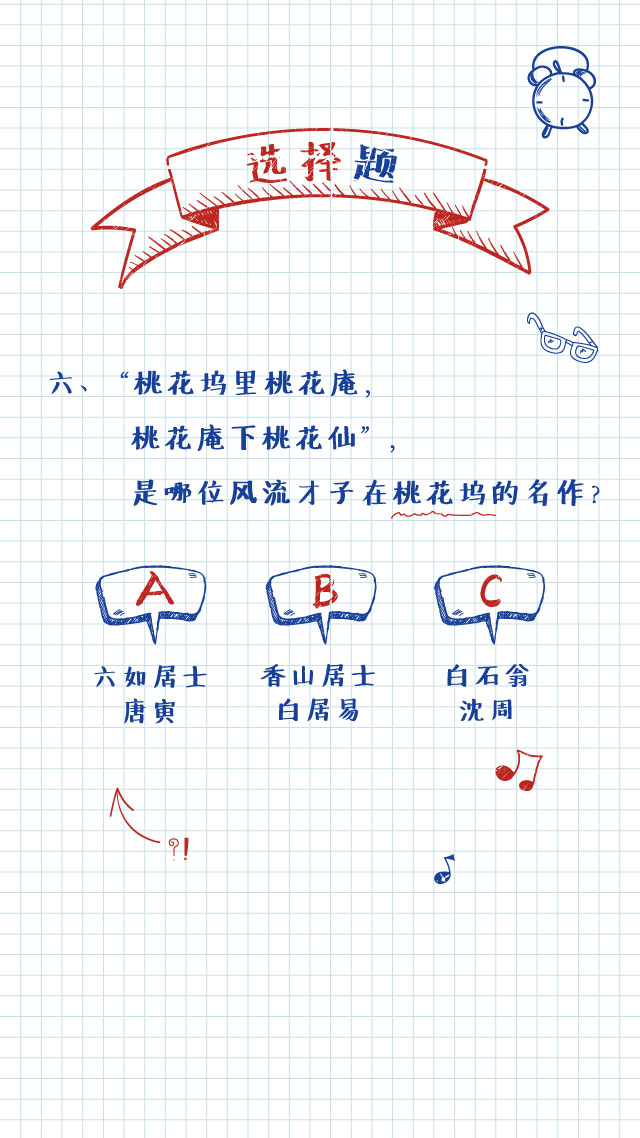 选择题
六、“桃花坞里桃花庵，
桃花庵下桃花仙”，
是哪位风流才子在桃花坞的名作？
A
B
C
六如居士
唐寅
香山居士
白居易
白石翁
沈周
?!